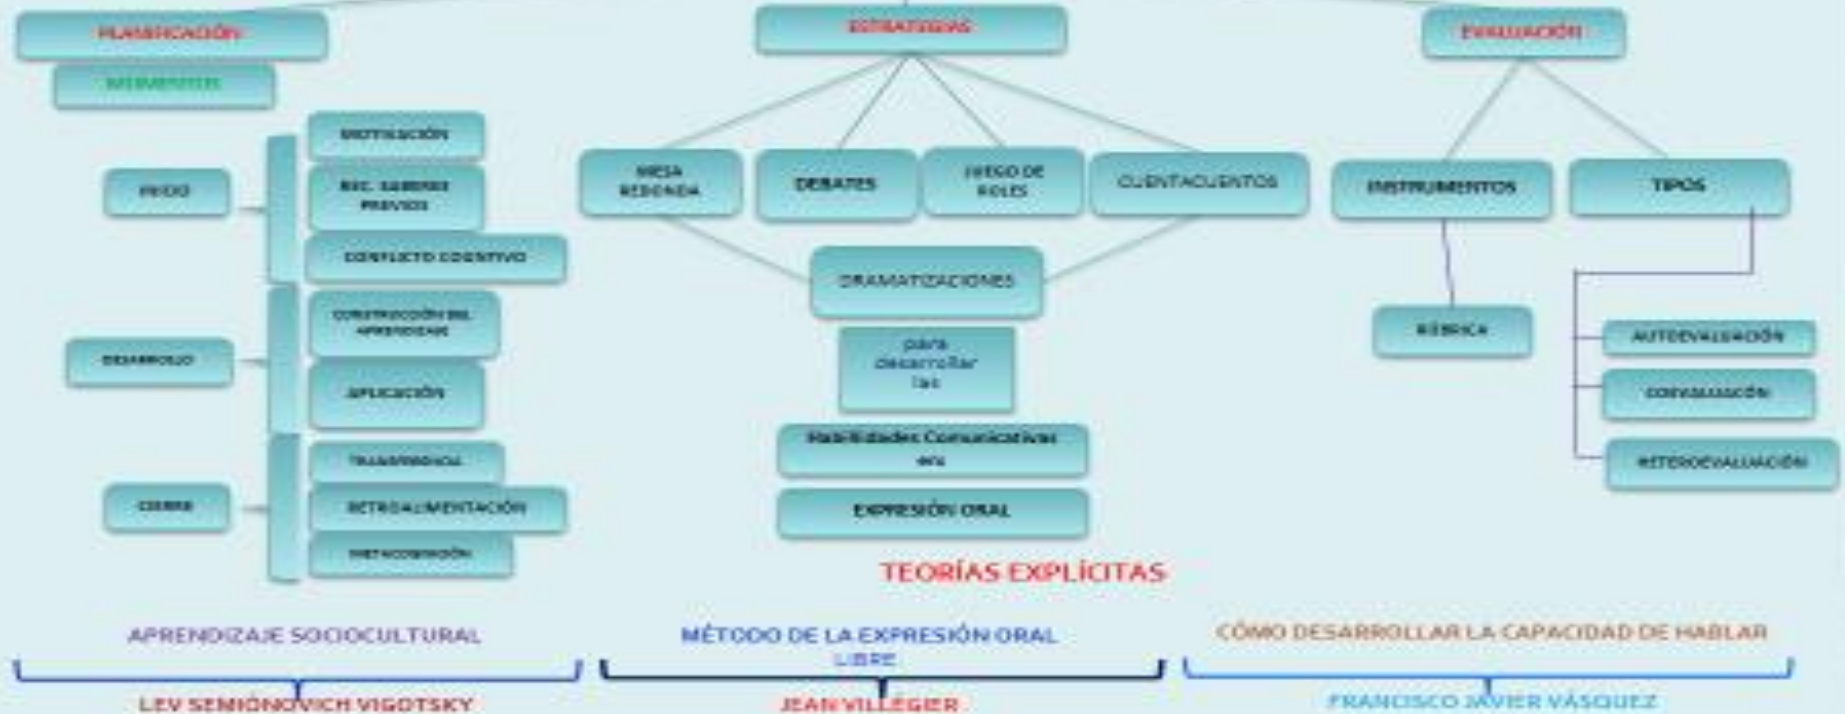 PLANIFICACIÓN
MOMENTOS
INICIO
MOTIVACIÓN
REC. SABERES
PREVIOS
CONFLICTO COGNITIVO
DESARROLLO
CONSTRUCCIÓN DEL
APRENDIZAJE
APLICACIÓN
CIERRE
TRANSFERENCIA
RETROALIMENTACIÓN
METACOGNICIÓN
ESTRATEGIAS
MESA
REDONDA
DEBATES
JUEGO DE
ROLES
CUENTACUENTOS
DRAMATIZACIONES
para
desarrollar
las
Habilidades Comunicativas
en:
EXPRESIÓN ORAL
EVALUACIÓN
INSTRUMENTOS
TIPOS
RÚBRICA
AUTOEVALUACIÓN
COEVALUACÓN
HETEROEVALUACIÓN
TEORÍAS EXPLÍCITAS
APRENDIZAJE SOCIOCULTURAL
LEV SEMIÓNOVICH VIGOTSKY
MÉTODO DE LA EXPRESIÓN ORAL
LIBRE
JEAN VILLÉGIER
CÓMO DESARROLLAR LA CAPACIDAD DE HABLAR
FRANCISCO JAVIER VÁSQUEZ